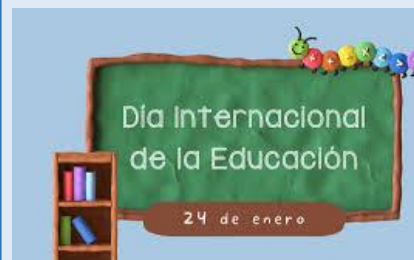 Día Internacional
de la Educación
24 de enero